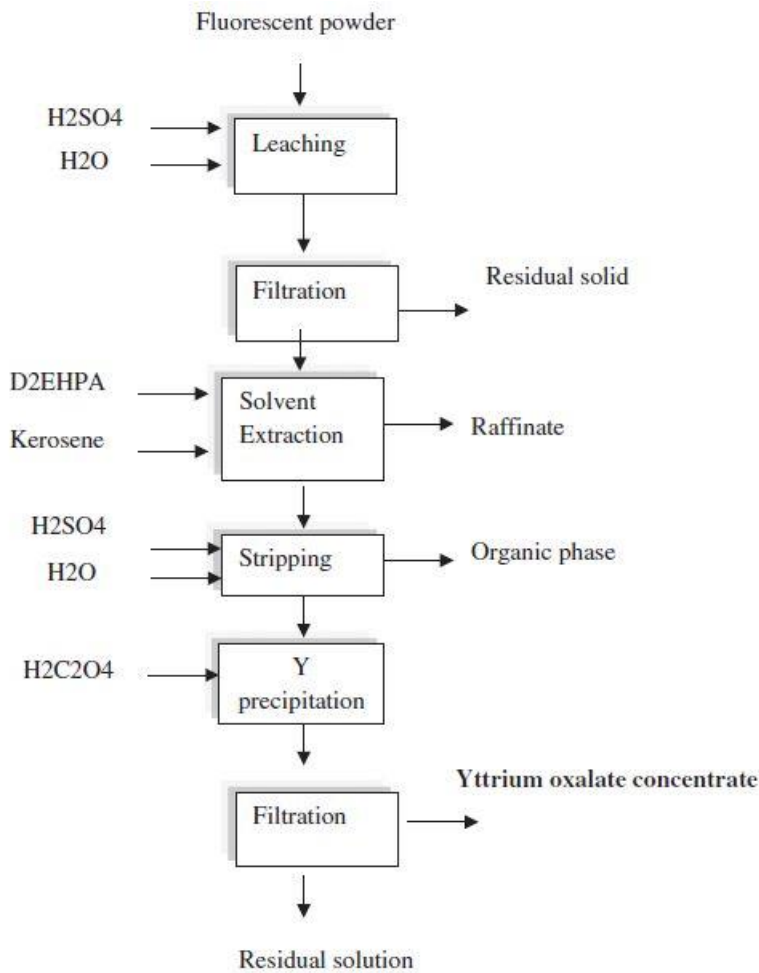 Fluorescent powder
H2SO4
Leaching
H2O
Filtration
Residual solid
D2EHPA
Solvent
Extraction
Kerosene
Raffinate
H2SO4
Stripping
Organic phase
H2O
H2C2O4
Y
precipitation
Yttrium oxalate concentrate
Filtration
Residual solution